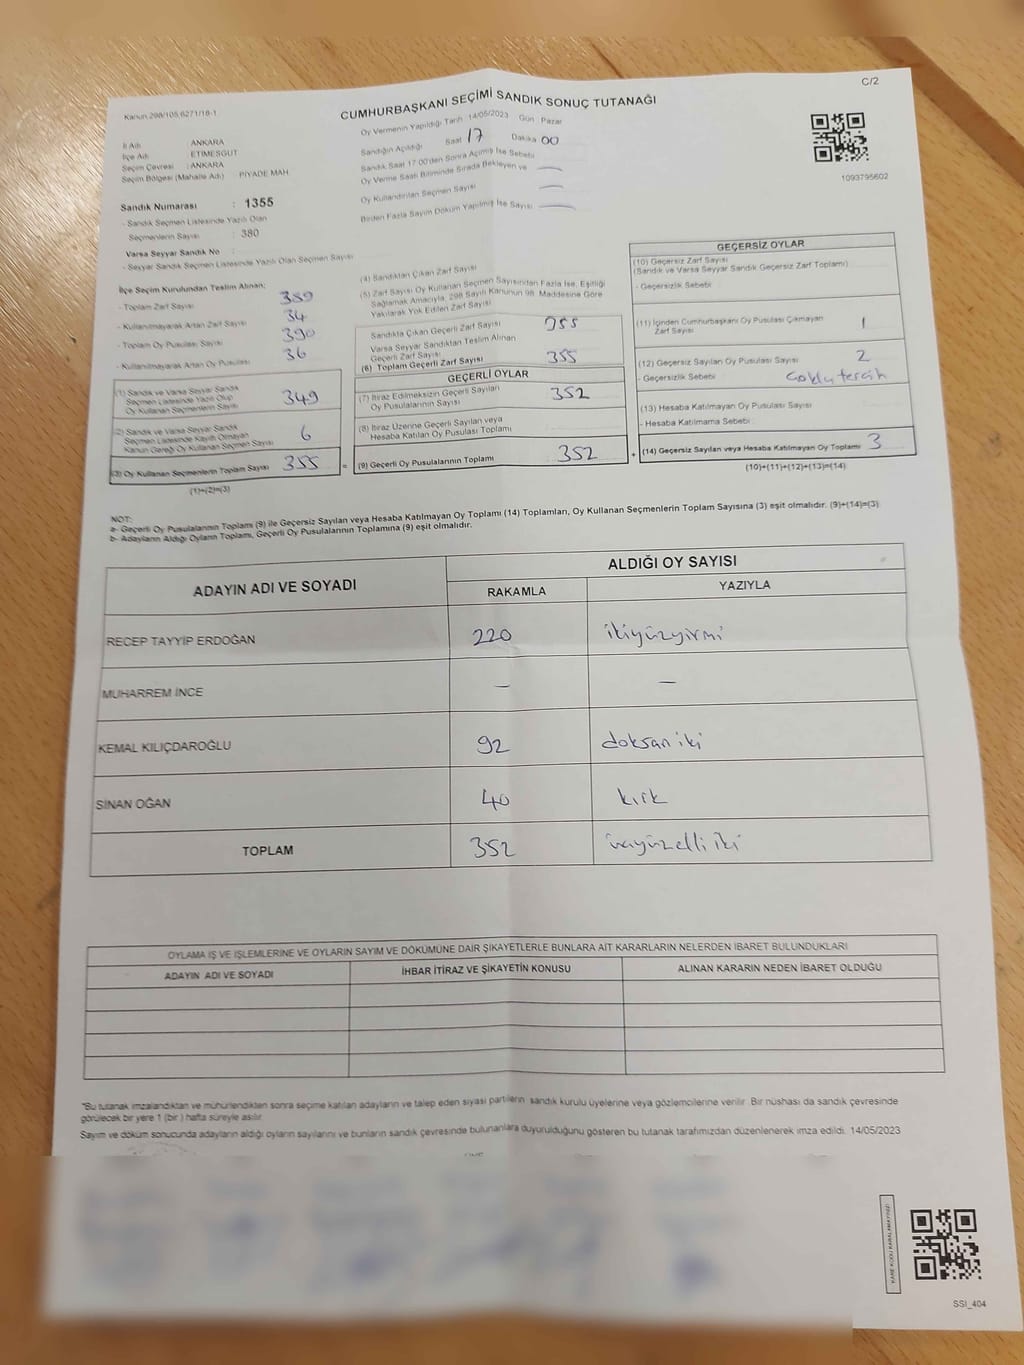 C/2
Kanun 298/105,6271/16-1
CUMHURBAŞKANI SEÇİMİ SANDIK SONUÇ TUTANAĞI
İl Adı : ANKARA
İlçe Adı : ETİMESGUT
Seçim Çevresi : ANKARA
Seçim Bölgesi (Mahalle Adı) : PİYADE MAH.
Sandık Numarası : 1355
- Sandık Seçmen Listesinde Yazılı Olan
Seçmenlerin Sayısı : 380
Varsa Seyyar Sandık No :
- Seyyar Sandık Seçmen Listesinde Yazılı Olan Seçmen Sayısı
Oy Vermenin Yapıldığı Tarih 14/05/2023 Gün Pazar
Sandığın Açıldığı Saat 17 Dakika 00
Sandık Saat 17:00'den Sonra Açılmış İse Sebebi
Oy Verme Saati Bitiminde Sırada Bekleyen ve —
Oy Kullandırılan Seçmen Sayısı —
Birden Fazla Sayım Döküm Yapılmış İse Sayısı —
1093795602
İlçe Seçim Kurulundan Teslim Alınan:
- Toplam Zarf Sayısı 389
- Kullanılmayarak Artan Zarf Sayısı 34
- Toplam Oy Pusulası Sayısı 390
- Kullanılmayarak Artan Oy Pusulası 36
(1) Sandık ve Varsa Seyyar Sandık
Seçmen Listesinde Yazılı Olup
Oy Kullanan Seçmenlerin Sayısı 349
(2) Sandık ve Varsa Seyyar Sandık
Seçmen Listesinde Kayıtlı Olmayan
Kanun Gereği Oy Kullanan Seçmen Sayısı 6
(3) Oy Kullanan Seçmenlerin Toplam Sayısı 355
(1)+(2)=(3)
(4) Sandıktan Çıkan Zarf Sayısı
(5) Zarf Sayısı Oy Kullanan Seçmen Sayısından Fazla İse, Eşitliği
Sağlamak Amacıyla, 298 Sayılı Kanunun 98. Maddesine Göre
Yakılarak Yok Edilen Zarf Sayısı
Sandıkta Çıkan Geçerli Zarf Sayısı 355
Varsa Seyyar Sandıktan Teslim Alınan
Geçerli Zarf Sayısı
(6) Toplam Geçerli Zarf Sayısı 355
GEÇERLİ OYLAR
(7) İtiraz Edilmeksizin Geçerli Sayılan
Oy Pusulalarının Sayısı 352
(8) İtiraz Üzerine Geçerli Sayılan veya
Hesaba Katılan Oy Pusulası Toplamı
= (9) Geçerli Oy Pusulalarının Toplamı 352
GEÇERSİZ OYLAR
(10) Geçersiz Zarf Sayısı
(Sandık ve Varsa Seyyar Sandık Geçersiz Zarf Toplamı)
- Geçersizlik Sebebi
(11) İçinden Cumhurbaşkanı Oy Pusulası Çıkmayan
Zarf Sayısı 1
(12) Geçersiz Sayılan Oy Pusulası Sayısı 2
- Geçersizlik Sebebi Çoklu tercih
(13) Hesaba Katılmayan Oy Pusulası Sayısı
- Hesaba Katılmama Sebebi
+ (14) Geçersiz Sayılan veya Hesaba Katılmayan Oy Toplamı 3
(10)+(11)+(12)+(13)=(14)
NOT:
a- Geçerli Oy Pusulalarının Toplamı (9) ile Geçersiz Sayılan veya Hesaba Katılmayan Oy Toplamı (14) Toplamları, Oy Kullanan Seçmenlerin Toplam Sayısına (3) eşit olmalıdır. (9)+(14)=(3)
b- Adayların Aldığı Oyların Toplamı, Geçerli Oy Pusulalarının Toplamına (9) eşit olmalıdır.
ADAYIN ADI VE SOYADI
ALDIĞI OY SAYISI
RAKAMLA YAZIYLA
RECEP TAYYİP ERDOĞAN 220 ikiyüzyirmi
MUHARREM İNCE — —
KEMAL KILIÇDAROĞLU 92 doksan iki
SİNAN OĞAN 40 kırk
TOPLAM 352 üçyüzelli iki
OYLAMA İŞ VE İŞLEMLERİNE VE OYLARIN SAYIM VE DÖKÜMÜNE DAİR ŞİKAYETLERLE BUNLARA AİT KARARLARIN NELERDEN İBARET BULUNDUKLARI
ADAYIN ADI VE SOYADI İHBAR İTİRAZ VE ŞİKAYETİN KONUSU ALINAN KARARIN NEDEN İBARET OLDUĞU
*Bu tutanak imzalandıktan ve mühürlendikten sonra seçime katılan adayların ve talep eden siyasi partilerin sandık kurulu üyelerine veya gözlemcilerine verilir. Bir nüshası da sandık çevresinde
görülecek bir yere 1 (bir) hafta süreyle asılır.
Sayım ve döküm sonucunda adayların aldığı oyların sayılarını ve bunların sandık çevresinde bulunanlara duyurulduğunu gösteren bu tutanak tarafımızdan düzenlenerek imza edildi. 14/05/2023
KARE KODU KARALAMAYINIZ!
SSI_404